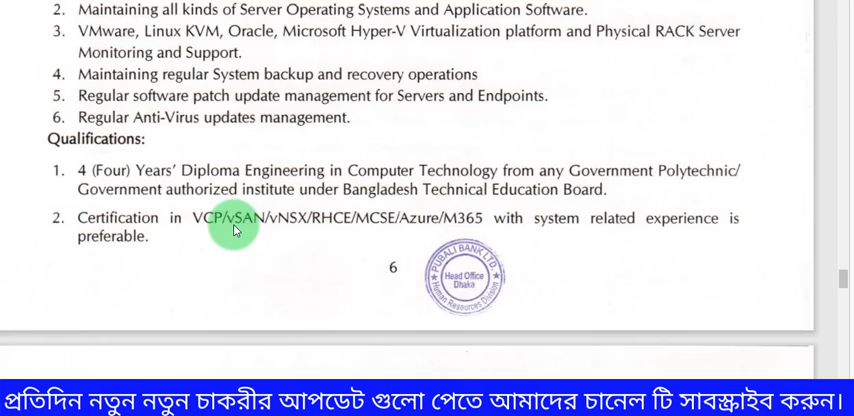 2. Maintaining all kinds of Server Operating Systems and Application Software.
3. VMware, Linux KVM, Oracle, Microsoft Hyper-V Virtualization platform and Physical RACK Server
Monitoring and Support.
4. Maintaining regular System backup and recovery operations
5. Regular software patch update management for Servers and Endpoints.
6. Regular Anti-Virus updates management.
Qualifications:
1. 4 (Four) Years' Diploma Engineering in Computer Technology from any Government Polytechnic/
Government authorized institute under Bangladesh Technical Education Board.
2. Certification in VCP/vSAN/vNSX/RHCE/MCSE/Azure/M365 with system related experience is
preferable.
6
PUBALI BANK LTD.
Head Office
Dhaka
Human Resources Division
প্রতিদিন নতুন নতুন চাকরীর আপডেট গুলো পেতে আমাদের চানেল টি সাবস্ক্রাইব করুন।